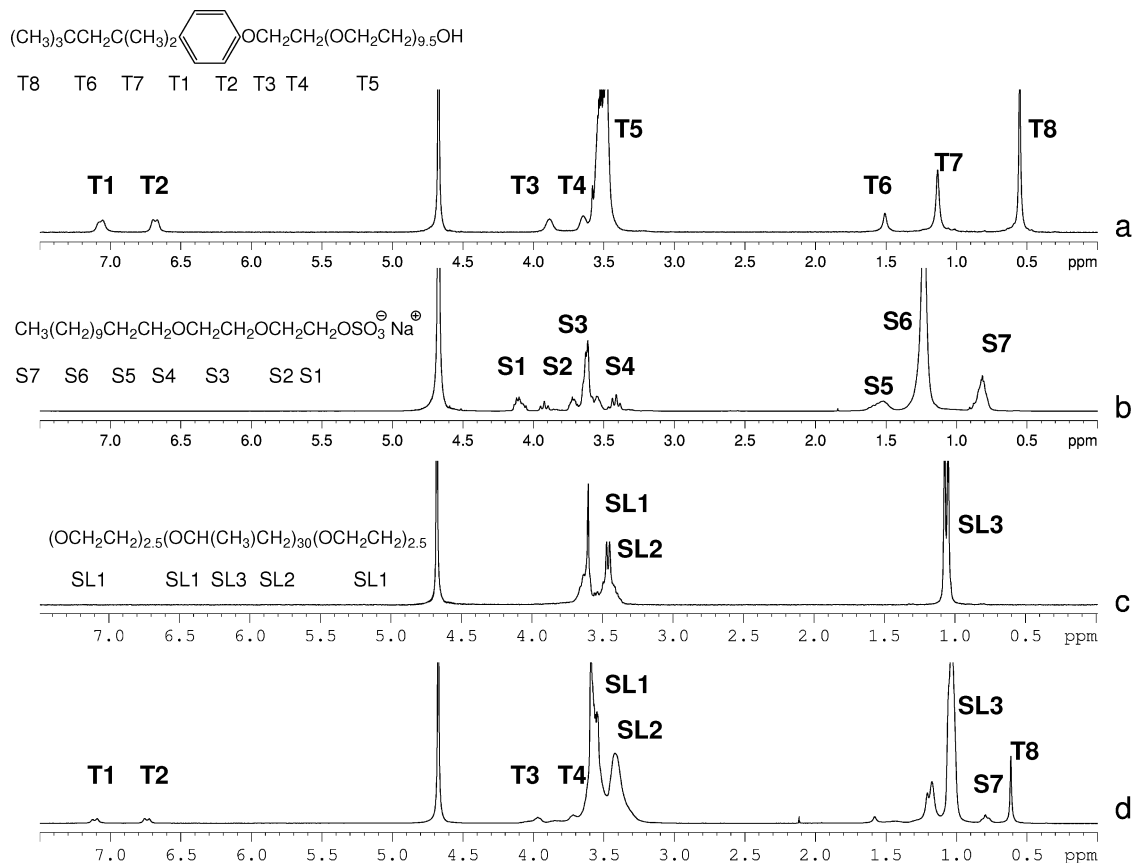 (CH₃)₃CCH₂C(CH₃)₂ OCH₂CH₂(OCH₂CH₂)₉.₅OH
T8 T6 T7 T1 T2 T3 T4 T5
T1 T2 T3 T4 T5 T6 T7 T8
a
7.0 6.5 6.0 5.5 5.0 4.5 4.0 3.5 3.0 2.5 2.0 1.5 1.0 0.5 ppm
CH₃(CH₂)₉CH₂CH₂OCH₂CH₂OCH₂CH₂OSO₃⊖ Na⊕
S7 S6 S5 S4 S3 S2 S1
S1 S2 S3 S4 S5 S6 S7
b
7.0 6.5 6.0 5.5 5.0 4.5 4.0 3.5 3.0 2.5 2.0 1.5 1.0 0.5 ppm
(OCH₂CH₂)₂.₅(OCH(CH₃)CH₂)₃₀(OCH₂CH₂)₂.₅
SL1 SL1 SL3 SL2 SL1
SL1 SL2 SL3
c
7.0 6.5 6.0 5.5 5.0 4.5 4.0 3.5 3.0 2.5 2.0 1.5 1.0 0.5 ppm
T1 T2 T3 T4 SL1 SL2 SL3 S7 T8
d
7.0 6.5 6.0 5.5 5.0 4.5 4.0 3.5 3.0 2.5 2.0 1.5 1.0 0.5 ppm